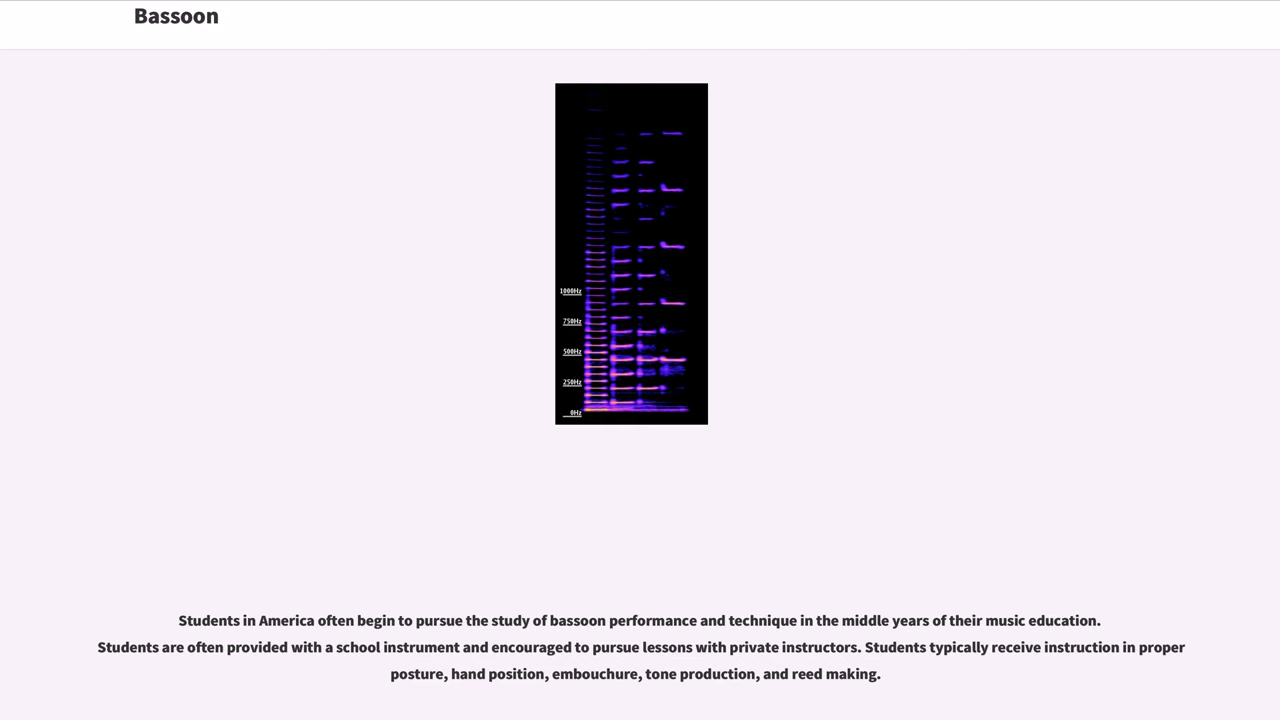 Bassoon
1000Hz
750Hz
500Hz
250Hz
0Hz
Students in America often begin to pursue the study of bassoon performance and technique in the middle years of their music education.
Students are often provided with a school instrument and encouraged to pursue lessons with private instructors. Students typically receive instruction in proper
posture, hand position, embouchure, tone production, and reed making.